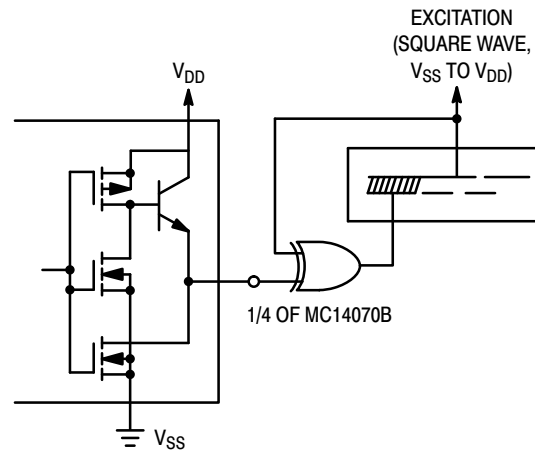 EXCITATION
(SQUARE WAVE,
VSS TO VDD)
VDD
1/4 OF MC14070B
VSS